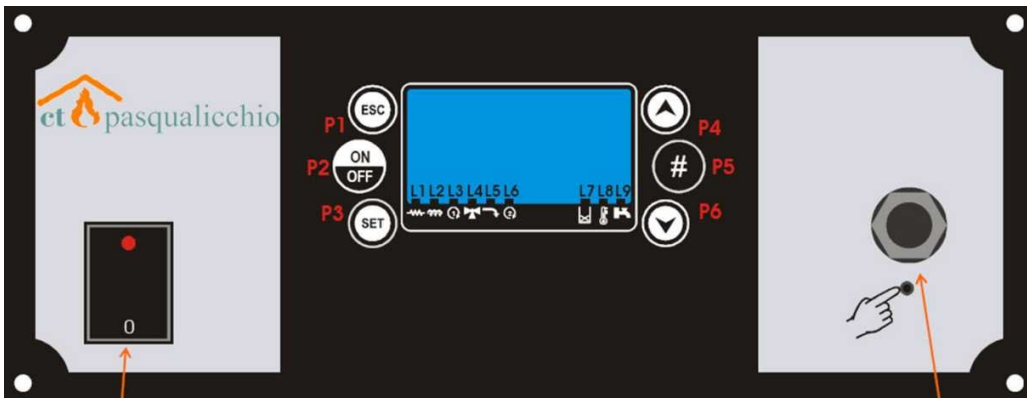 ct pasqualicchio
P1 ESC
P2 ON
OFF
P3 SET
L1 L2 L3 L4 L5 L6 L7 L8 L9
P4
# P5
P6
0